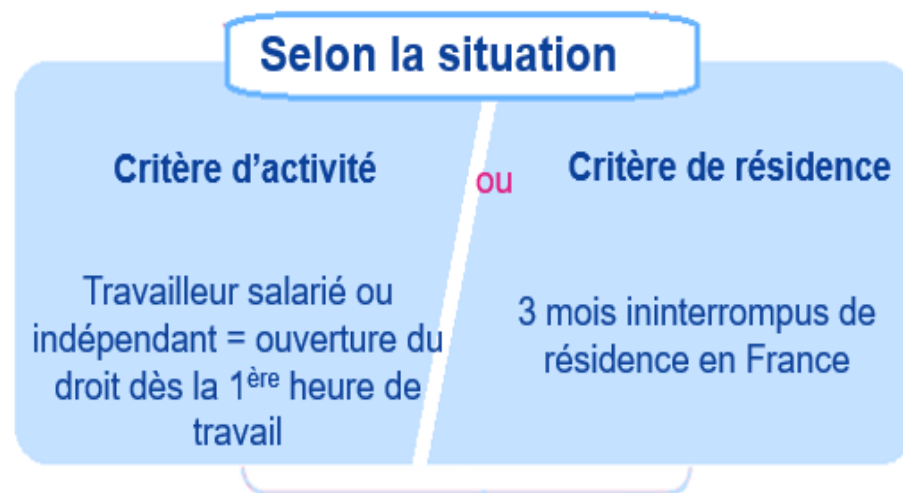 Selon la situation
Critère d'activité
Travailleur salarié ou
indépendant = ouverture du
droit dès la 1ère heure de
travail
ou
Critère de résidence
3 mois ininterrompus de
résidence en France